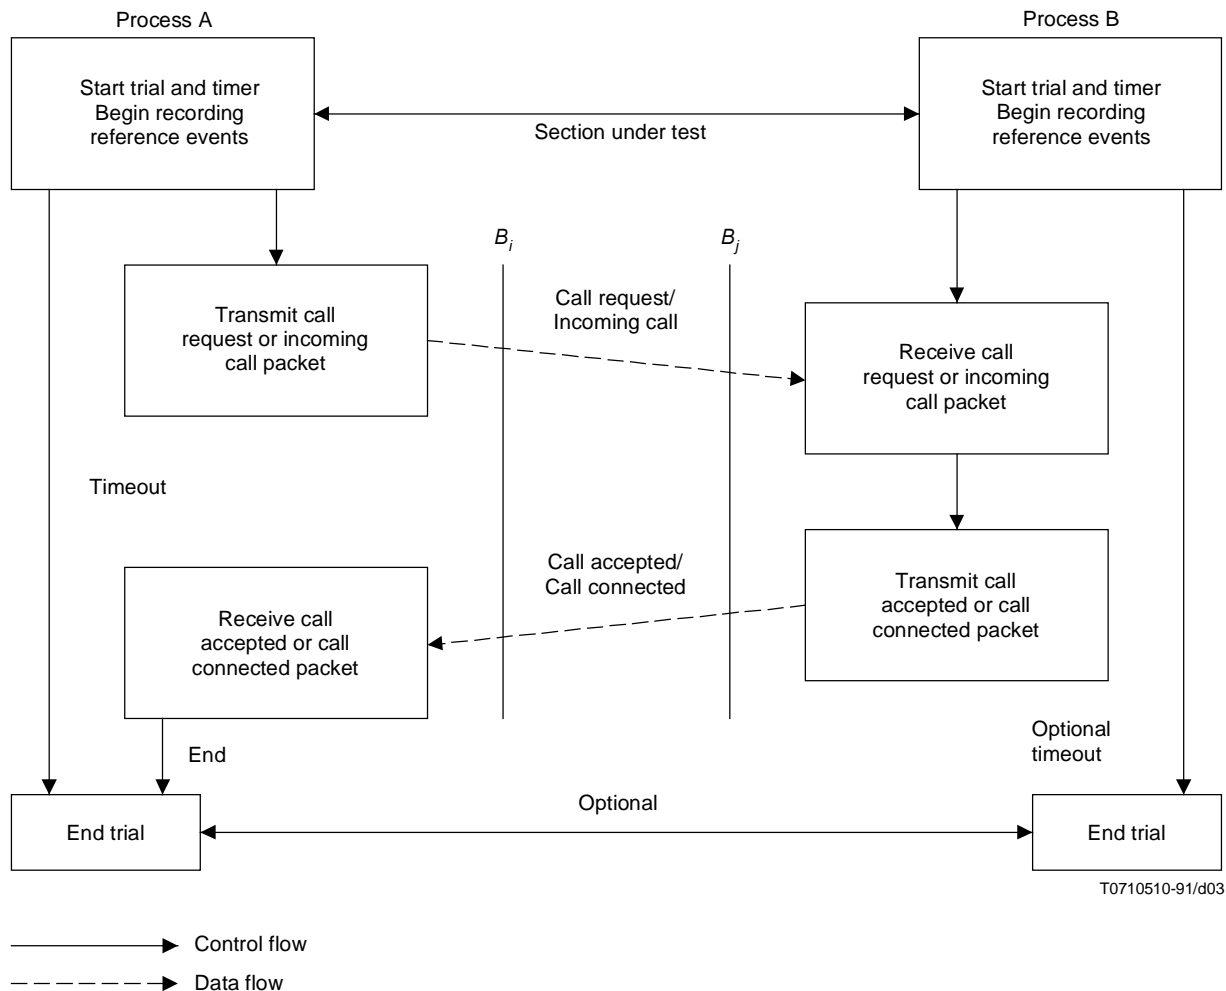 Process A
Process B
Start trial and timer
Begin recording
reference events
Start trial and timer
Begin recording
reference events
Section under test
Bi
Bj
Call request/
Incoming call
Transmit call
request or incoming
call packet
Receive call
request or incoming
call packet
Timeout
Call accepted/
Call connected
Transmit call
accepted or call
connected packet
Receive call
accepted or call
connected packet
End
Optional
timeout
Optional
End trial
End trial
T0710510-91/d03
Control flow
Data flow